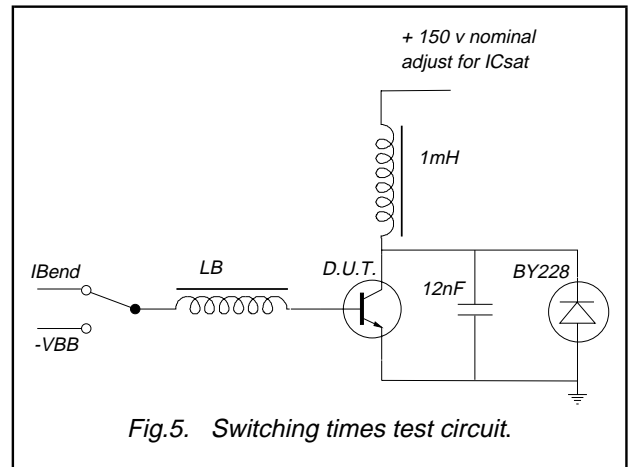 + 150 v nominal
adjust for ICsat
1mH
IBend
LB
D.U.T.
12nF
BY228
-VBB
Fig.5. Switching times test circuit.